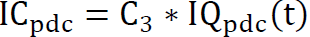 IC_pdc = C_3 * IQ_pdc(t)